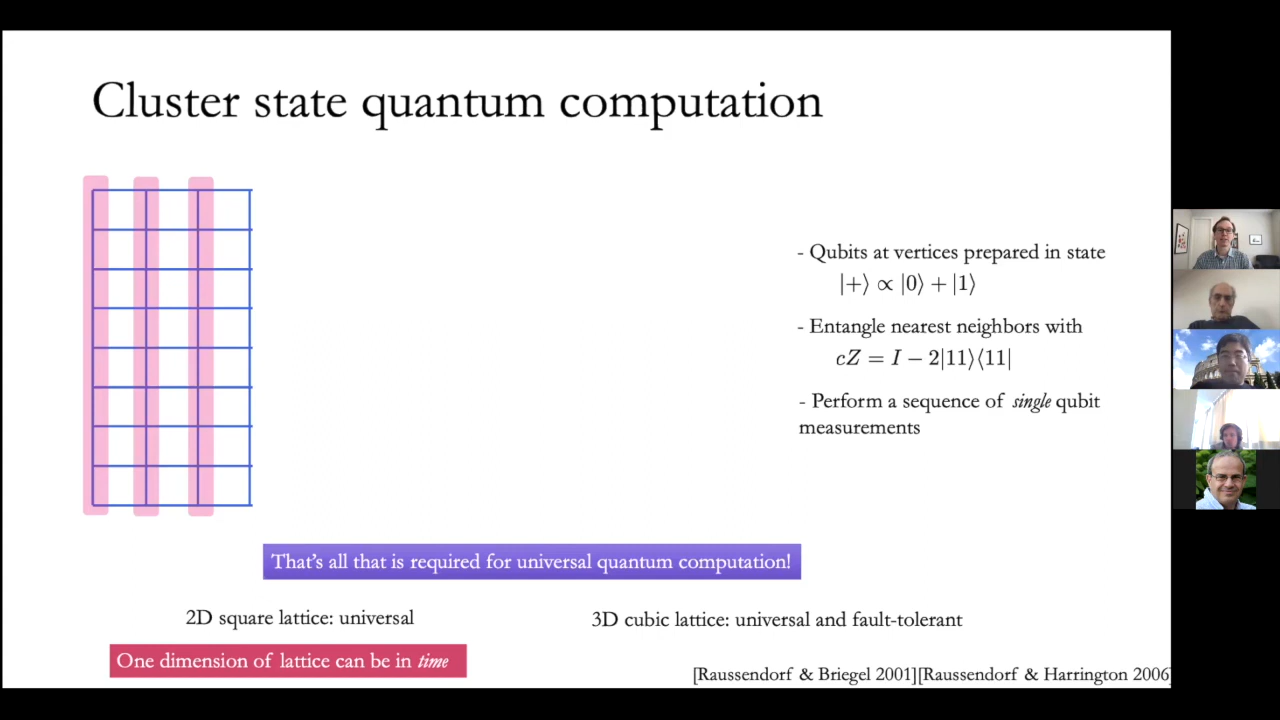 Cluster state quantum computation
- Qubits at vertices prepared in state
|+⟩ ∝ |0⟩ + |1⟩
- Entangle nearest neighbors with
cZ = I − 2|11⟩⟨11|
- Perform a sequence of single qubit
measurements
That's all that is required for universal quantum computation!
2D square lattice: universal
3D cubic lattice: universal and fault-tolerant
One dimension of lattice can be in time
[Raussendorf & Briegel 2001][Raussendorf & Harrington 2006]